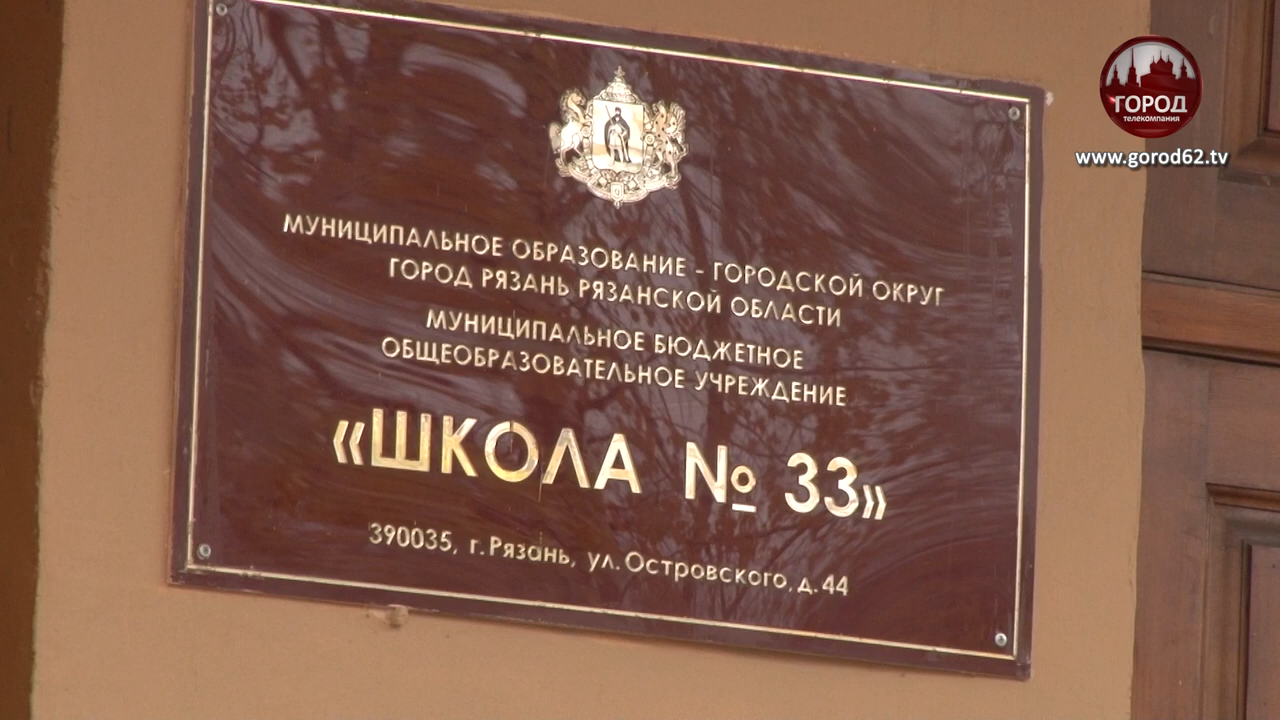 ГОРОД
телекомпания
www.gorod62.tv
МУНИЦИПАЛЬНОЕ ОБРАЗОВАНИЕ - ГОРОДСКОЙ ОКРУГ
ГОРОД РЯЗАНЬ РЯЗАНСКОЙ ОБЛАСТИ
МУНИЦИПАЛЬНОЕ БЮДЖЕТНОЕ
ОБЩЕОБРАЗОВАТЕЛЬНОЕ УЧРЕЖДЕНИЕ
«ШКОЛА № 33»
390035, г. Рязань, ул. Островского, д. 44